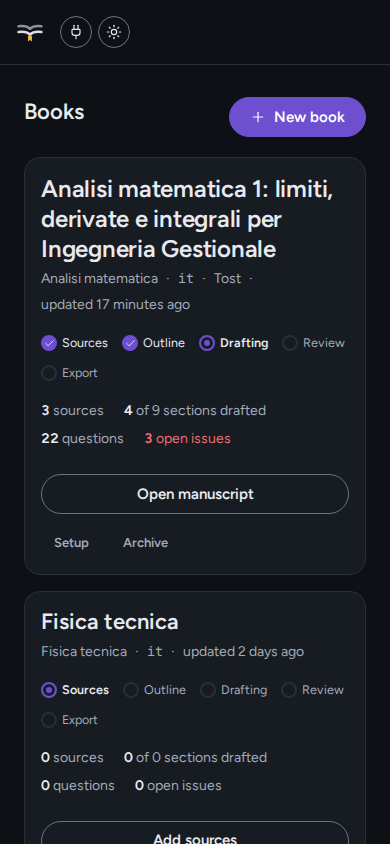 Books
New book
Analisi matematica 1: limiti,
derivate e integrali per
Ingegneria Gestionale
Analisi matematica · it · Tost ·
updated 17 minutes ago
Sources Outline Drafting Review
Export
3 sources 4 of 9 sections drafted
22 questions 3 open issues
Open manuscript
Setup Archive
Fisica tecnica
Fisica tecnica · it · updated 2 days ago
Sources Outline Drafting Review
Export
0 sources 0 of 0 sections drafted
0 questions 0 open issues
Add sources